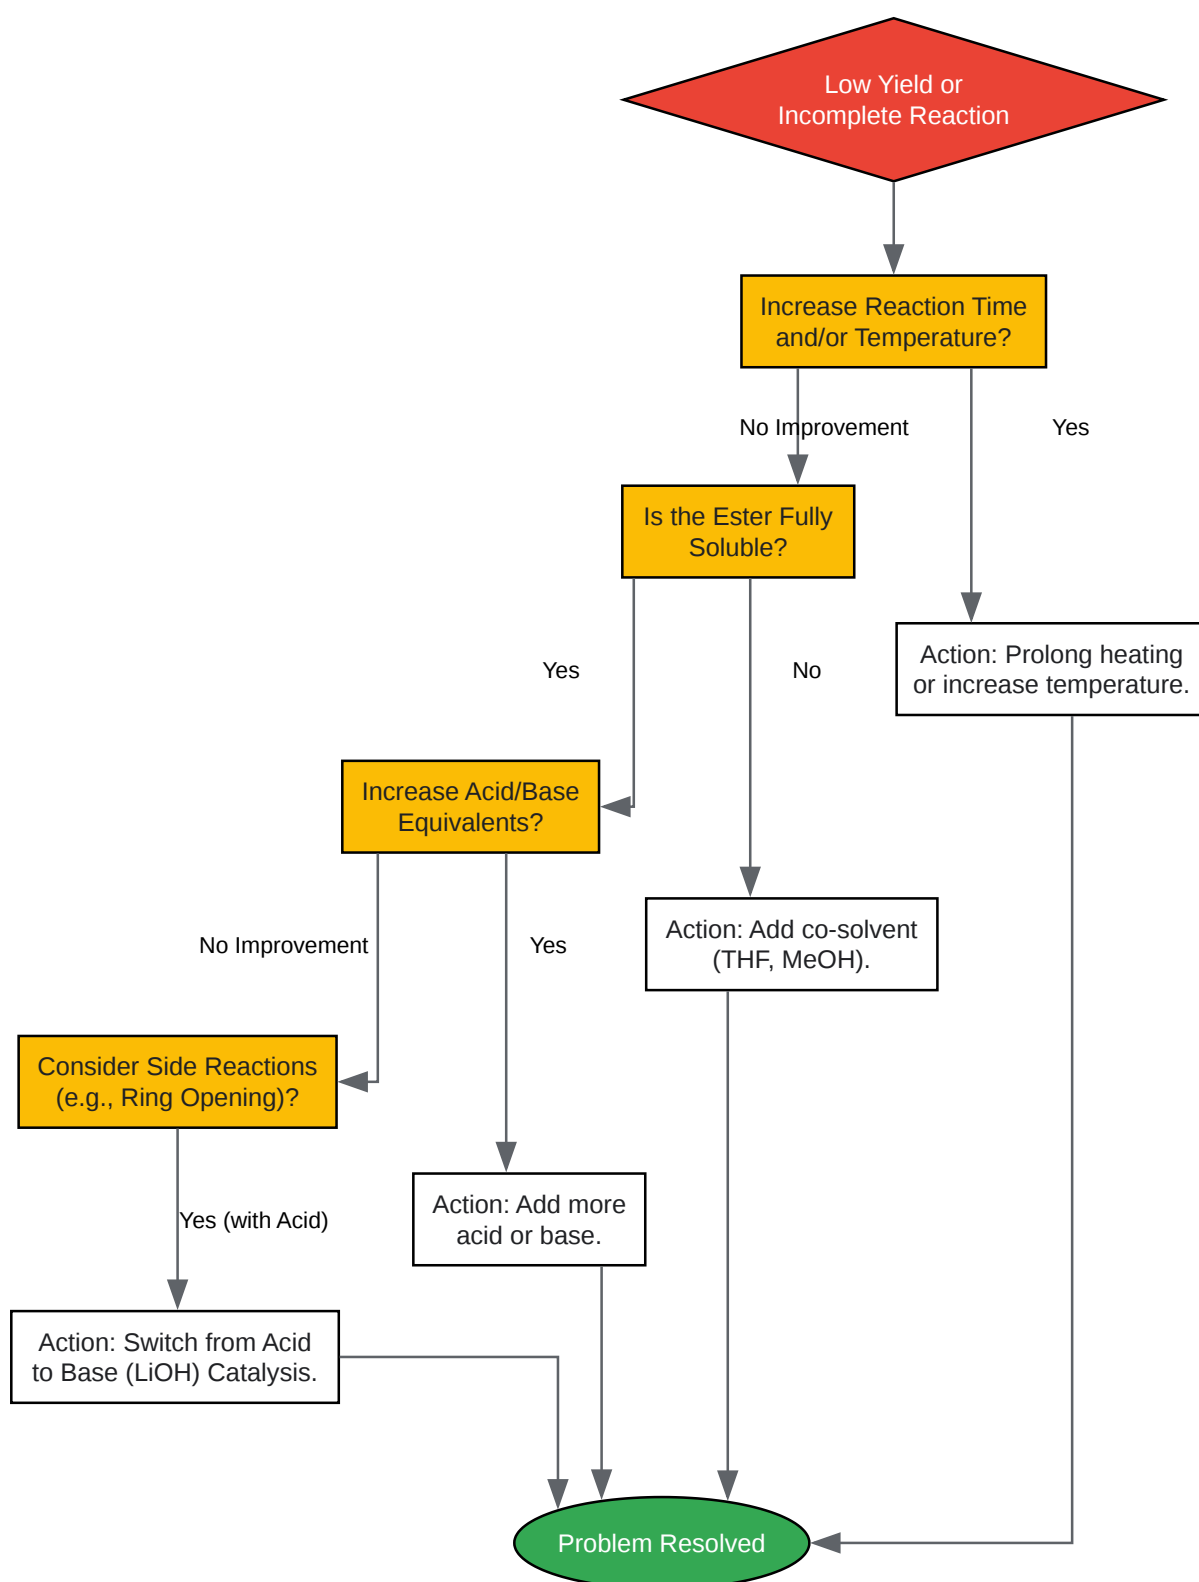 Low Yield or
Incomplete Reaction
Increase Reaction Time
and/or Temperature?
No Improvement
Yes
Is the Ester Fully
Soluble?
Action: Prolong heating
or increase temperature.
Yes
No
Increase Acid/Base
Equivalents?
Action: Add co-solvent
(THF, MeOH).
No Improvement
Yes
Consider Side Reactions
(e.g., Ring Opening)?
Action: Add more
acid or base.
Yes (with Acid)
Action: Switch from Acid
to Base (LiOH) Catalysis.
Problem Resolved